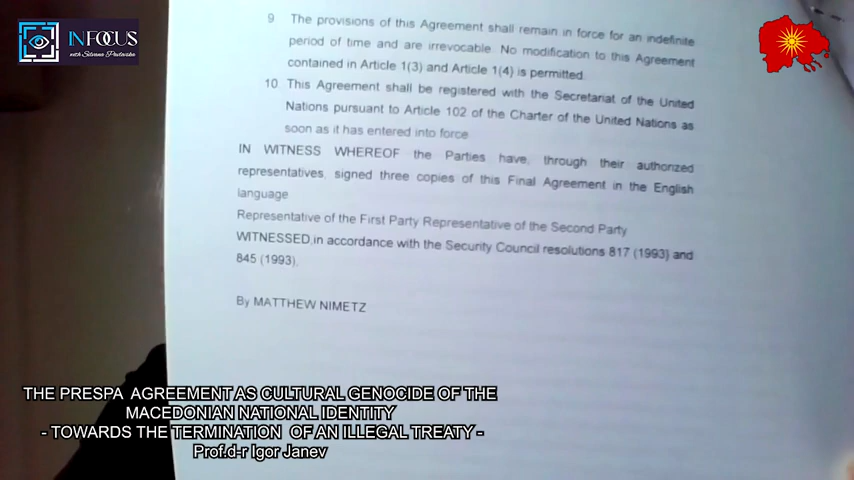 INFOCUS
with Silvana Pavlovska
9 The provisions of this Agreement shall remain in force for an indefinite
period of time and are irrevocable. No modification to this Agreement
contained in Article 1(3) and Article 1(4) is permitted.
10 This Agreement shall be registered with the Secretariat of the United
Nations pursuant to Article 102 of the Charter of the United Nations as
soon as it has entered into force
IN WITNESS WHEREOF the Parties have, through their authorized
representatives, signed three copies of this Final Agreement in the English
language
Representative of the First Party Representative of the Second Party
WITNESSED,in accordance with the Security Council resolutions 817 (1993) and
845 (1993).
By MATTHEW NIMETZ
THE PRESPA AGREEMENT AS CULTURAL GENOCIDE OF THE
MACEDONIAN NATIONAL IDENTITY
- TOWARDS THE TERMINATION OF AN ILLEGAL TREATY -
Prof.d-r Igor Janev